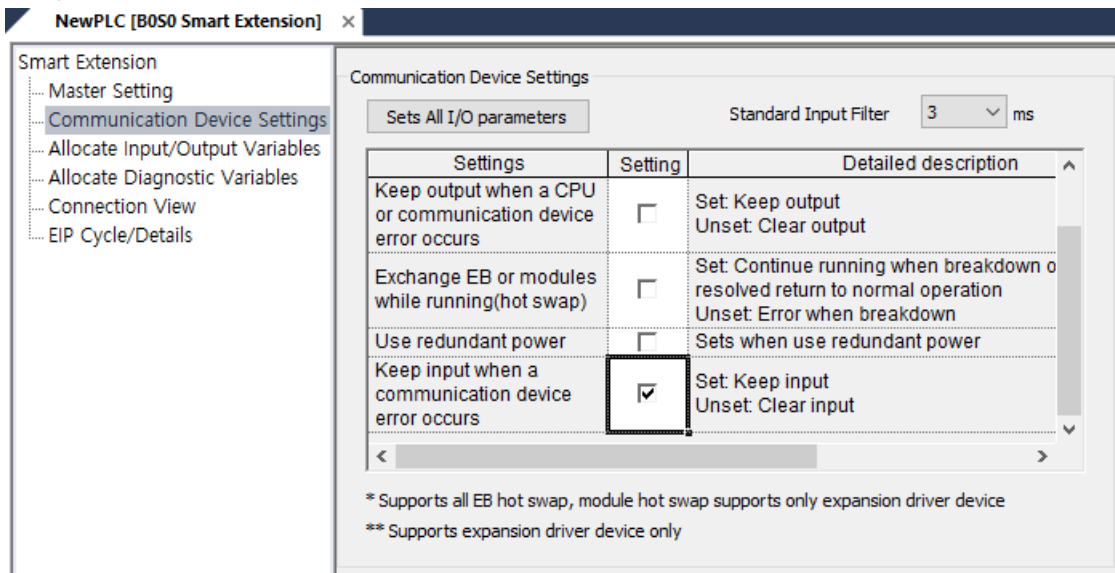 NewPLC [B0S0 Smart Extension] ×
Smart Extension
Master Setting
Communication Device Settings
Allocate Input/Output Variables
Allocate Diagnostic Variables
Connection View
EIP Cycle/Details
Communication Device Settings
Sets All I/O parameters
Standard Input Filter
3
ms
Settings
Setting
Detailed description
Keep output when a CPU
or communication device
error occurs
Set: Keep output
Unset: Clear output
Exchange EB or modules
while running(hot swap)
Set: Continue running when breakdown o
resolved return to normal operation
Unset: Error when breakdown
Use redundant power
Sets when use redundant power
Keep input when a
communication device
error occurs
Set: Keep input
Unset: Clear input
* Supports all EB hot swap, module hot swap supports only expansion driver device
** Supports expansion driver device only